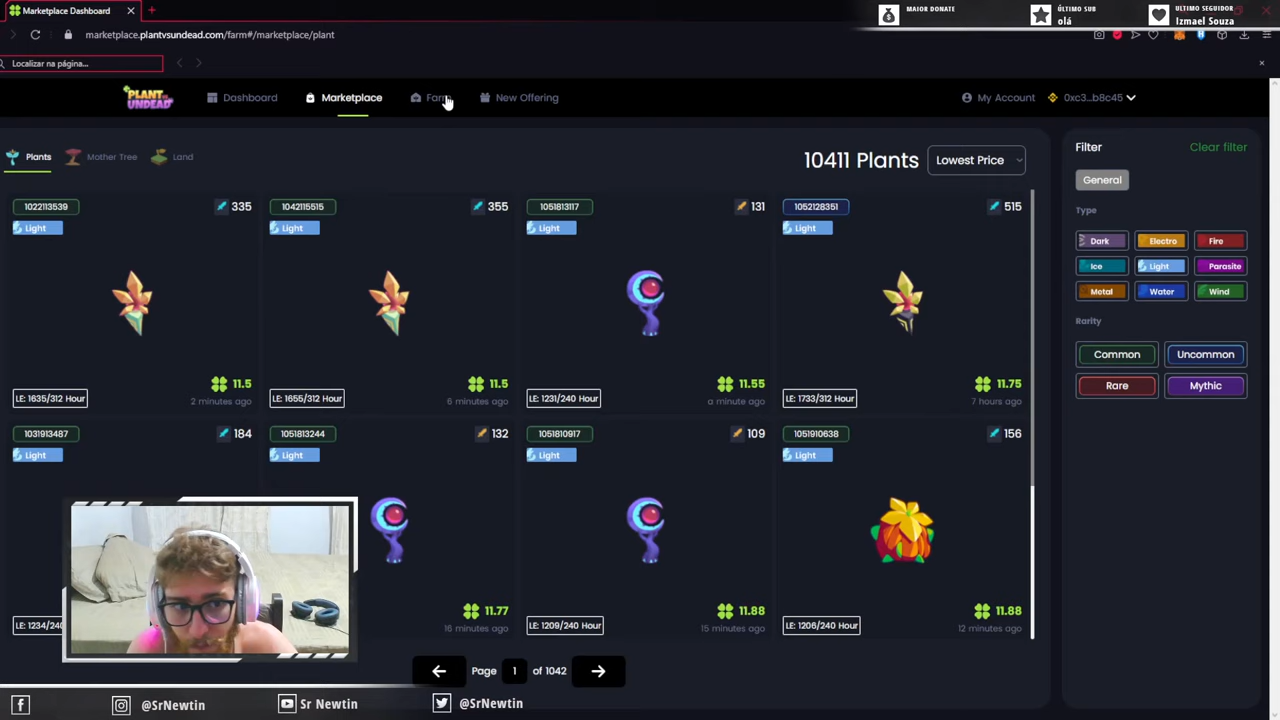 Marketplace Dashboard
MAIOR DONATE
ÚLTIMO SUB
olá
ULTIMO SEGUIDOR
Izmael Souza
marketplace.plantvsundead.com/farm#/marketplace/plant
Localizar na página...
PLANT UNDEAD
Dashboard
Marketplace
Farm
New Offering
My Account
0xc3...b8c45
Plants
Mother Tree
Land
10411 Plants
Lowest Price
Filter
Clear filter
General
Type
Dark
Electro
Fire
Ice
Light
Parasite
Metal
Water
Wind
Rarity
Common
Uncommon
Rare
Mythic
1022113539
335
1042115515
355
1051813117
131
1052128351
515
Light
Light
Light
Light
11.5
11.5
11.55
11.75
LE: 1635/312 Hour
2 minutes ago
LE: 1655/312 Hour
6 minutes ago
LE: 1231/240 Hour
a minute ago
LE: 1733/312 Hour
7 hours ago
1031913487
184
1051813244
132
1051810917
109
1051910638
156
Light
Light
Light
Light
11.77
11.88
11.88
LE: 1234/240
16 minutes ago
LE: 1209/240 Hour
15 minutes ago
LE: 1206/240 Hour
12 minutes ago
Page 1 of 1042
@SrNewtin
Sr Newtin
@SrNewtin